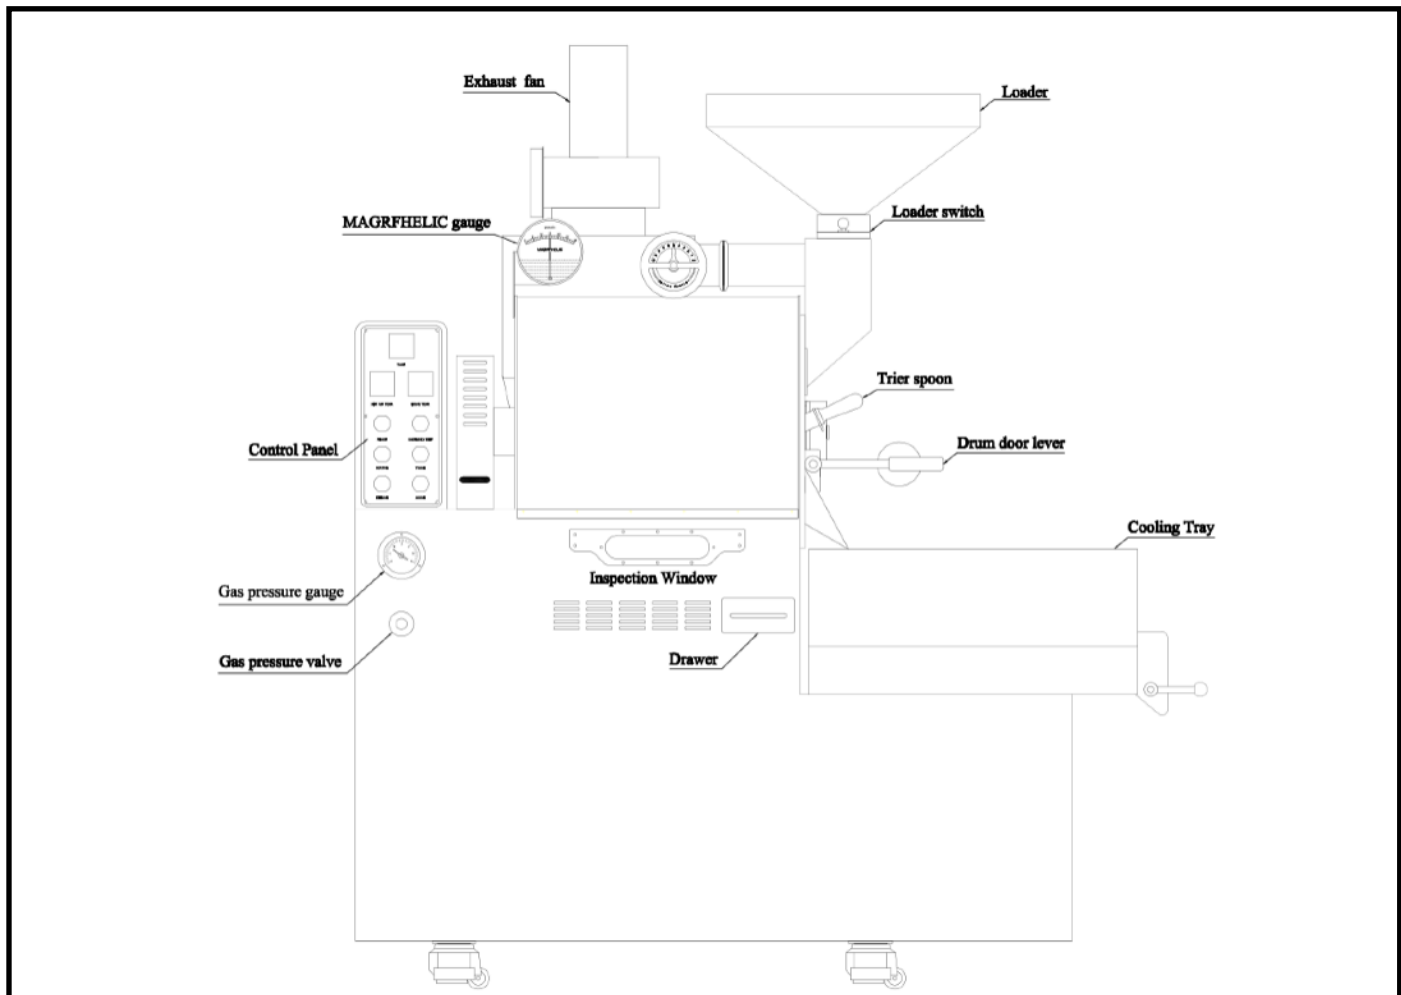 Exhaust fan
Loader
Loader switch
MAGRFHELIC gauge
Trier spoon
Drum door lever
Control Panel
Cooling Tray
Inspection Window
Gas pressure gauge
Drawer
Gas pressure valve